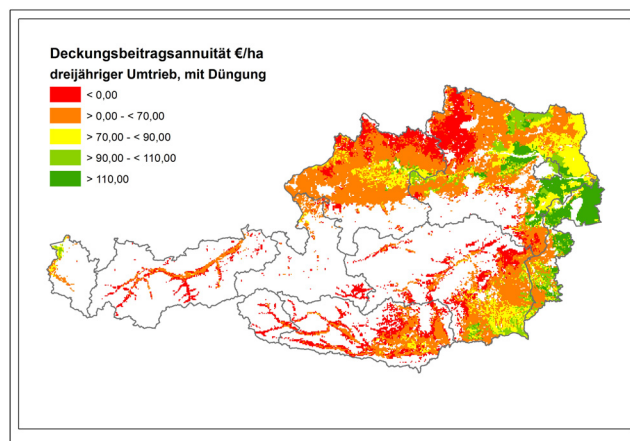 Deckungsbeitragsannuität €/ha
dreijähriger Umtrieb, mit Düngung
< 0,00
> 0,00 - < 70,00
> 70,00 - < 90,00
> 90,00 - < 110,00
> 110,00